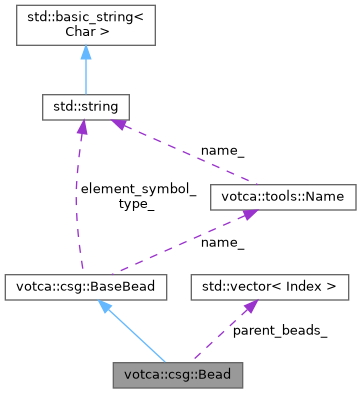 std::basic_string<
Char >
std::string
name_
element_symbol_
type_
votca::tools::Name
name_
votca::csg::BaseBead
std::vector< Index >
parent_beads_
votca::csg::Bead